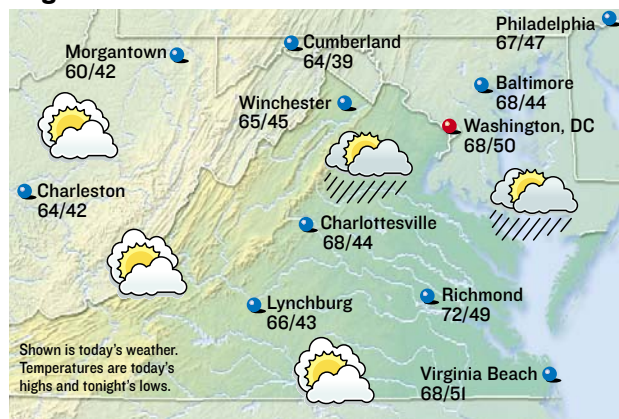 Philadelphia
67/47
Morgantown
60/42
Cumberland
64/39
Baltimore
68/44
Winchester
65/45
Washington, DC
68/50
Charleston
64/42
Charlottesville
68/44
Lynchburg
66/43
Richmond
72/49
Shown is today's weather.
Temperatures are today's
highs and tonight's lows.
Virginia Beach
68/51